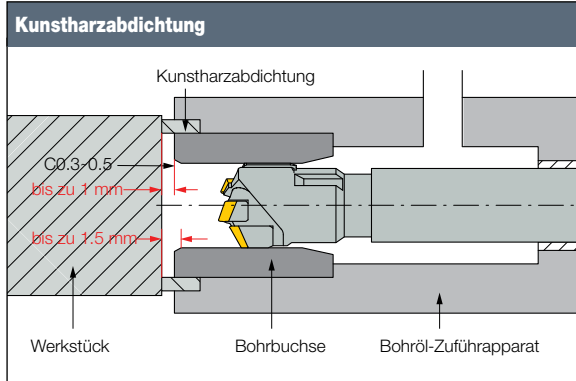 Kunstharzabdichtung
Kunstharzabdichtung
C0.3-0.5
bis zu 1 mm
bis zu 1.5 mm
Werkstück
Bohrbuchse
Bohröl-Zuführapparat